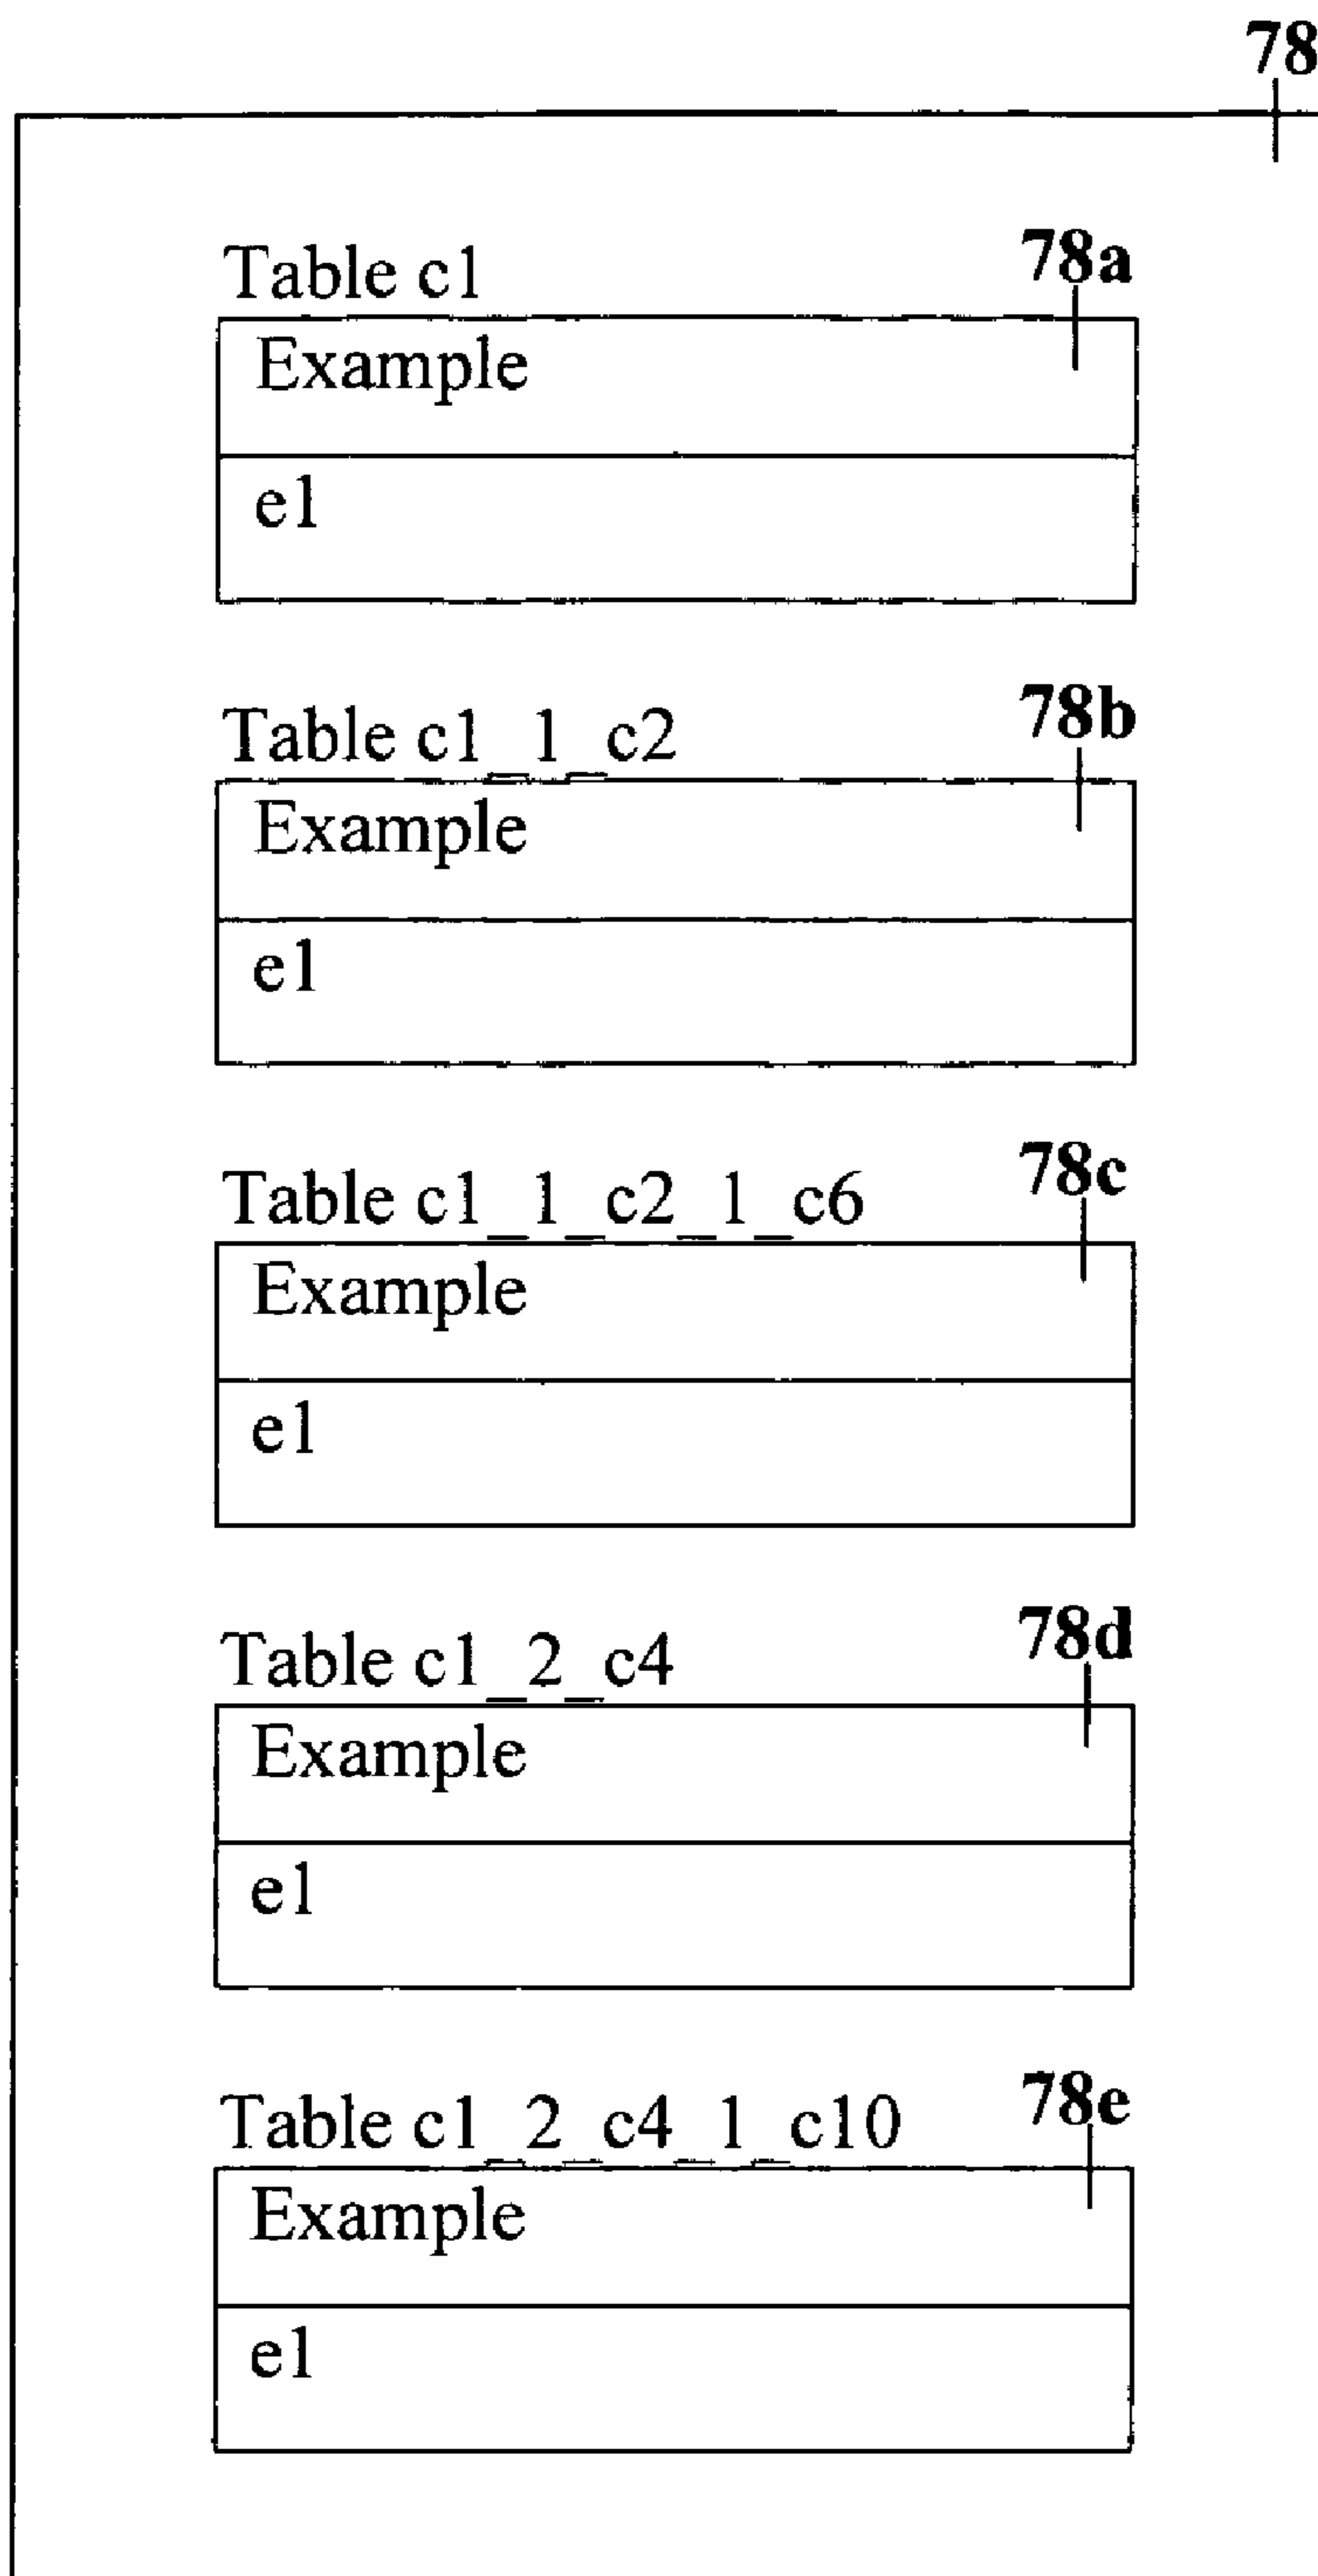 78
Table c1 78a
Example
e1
Table c1_1_c2 78b
Example
e1
Table c1_1_c2_1_c6 78c
Example
e1
Table c1_2_c4 78d
Example
e1
Table c1_2_c4_1_c10 78e
Example
e1